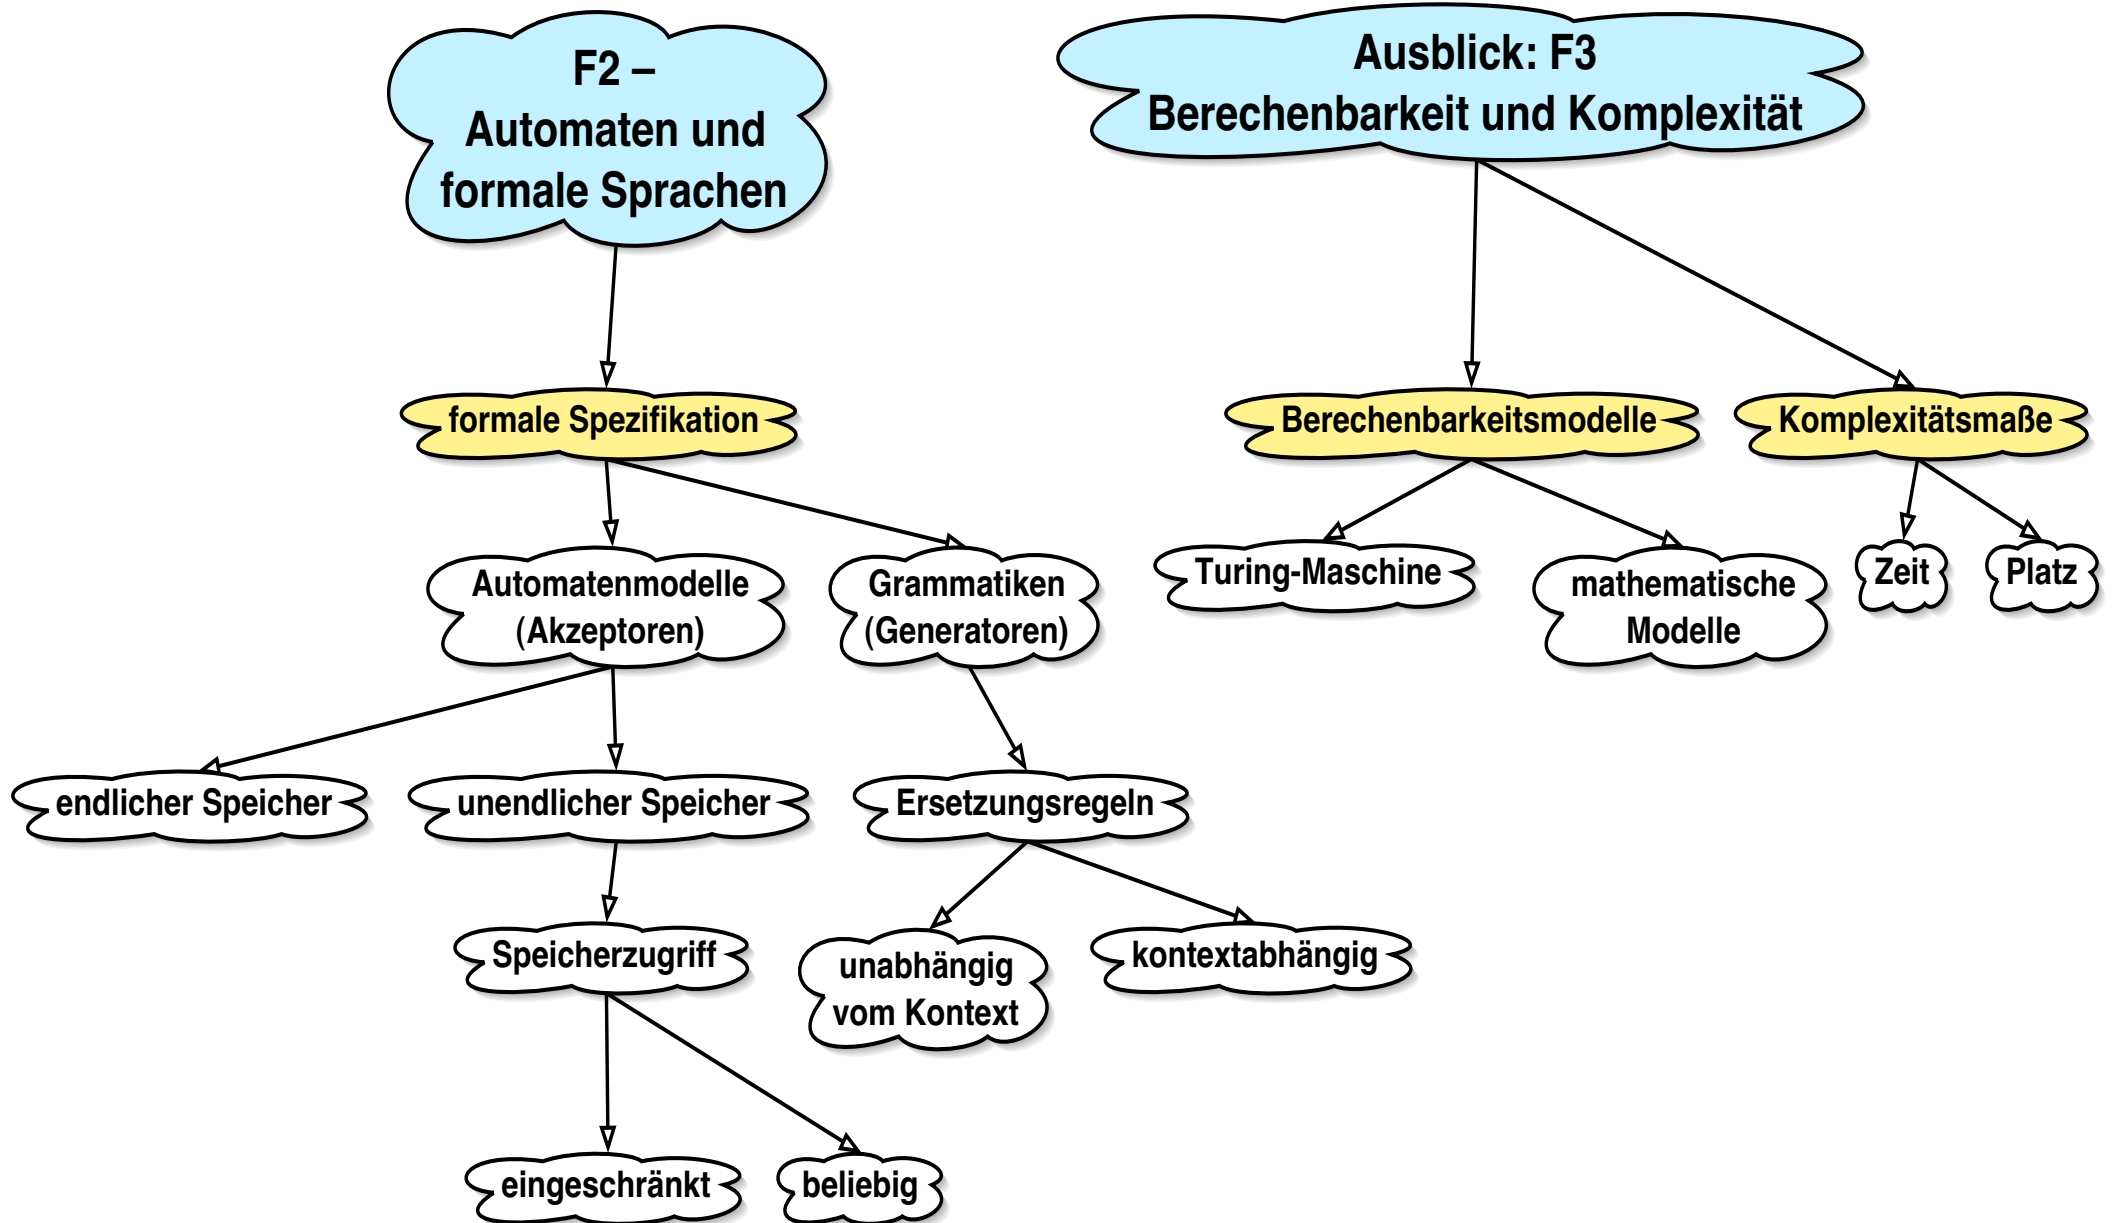 F2 –
Automaten und
formale Sprachen
Ausblick: F3
Berechenbarkeit und Komplexität
formale Spezifikation
Berechenbarkeitsmodelle
Komplexitätsmaße
Automatenmodelle
(Akzeptoren)
Grammatiken
(Generatoren)
Turing-Maschine
mathematische
Modelle
Zeit
Platz
endlicher Speicher
unendlicher Speicher
Ersetzungsregeln
Speicherzugriff
unabhängig
vom Kontext
kontextabhängig
eingeschränkt
beliebig